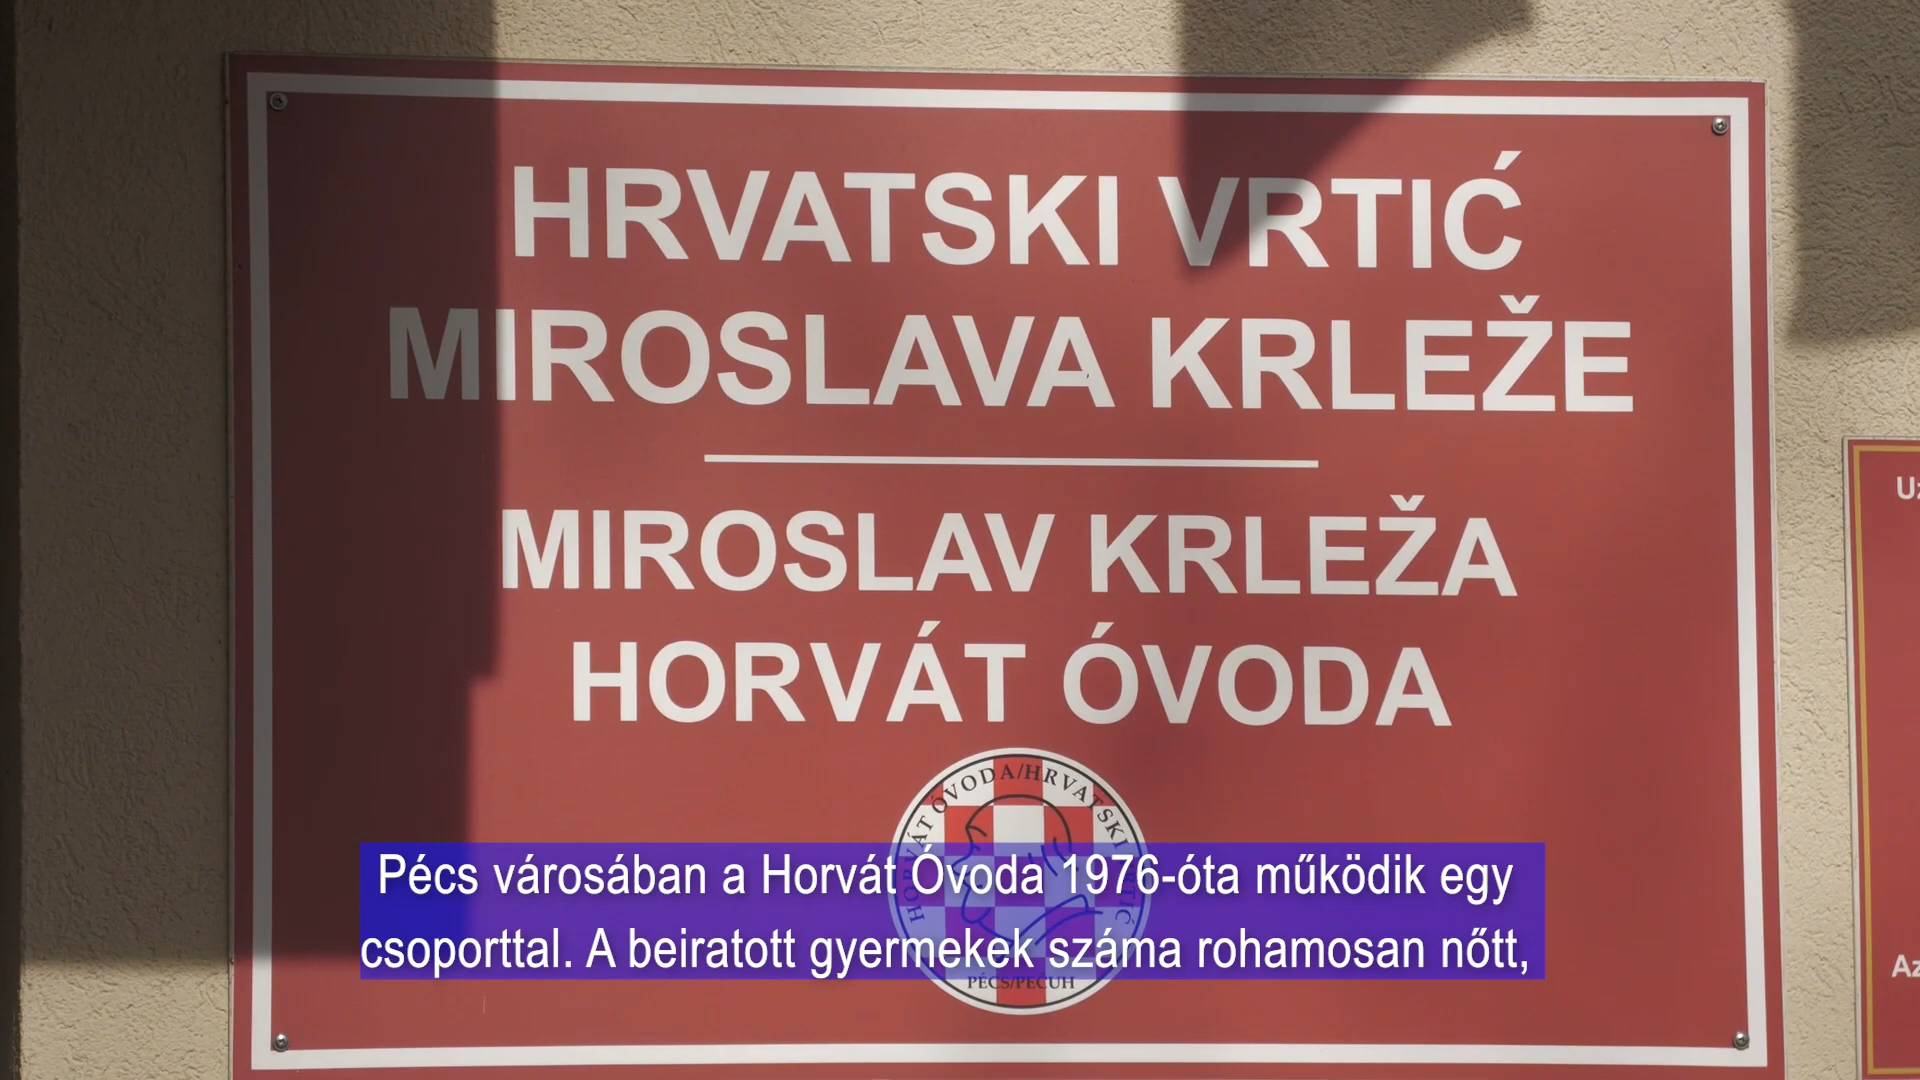 HRVATSKI VRTIĆ
MIROSLAVA KRLEŽE
MIROSLAV KRLEŽA
HORVÁT ÓVODA
HORVÁT ÓVODA/HRVATSKI VRTIĆ
PÉCS/PEČUH
Pécs városában a Horvát Óvoda 1976-óta működik egy
csoporttal. A beiratott gyermekek száma rohamosan nőtt,